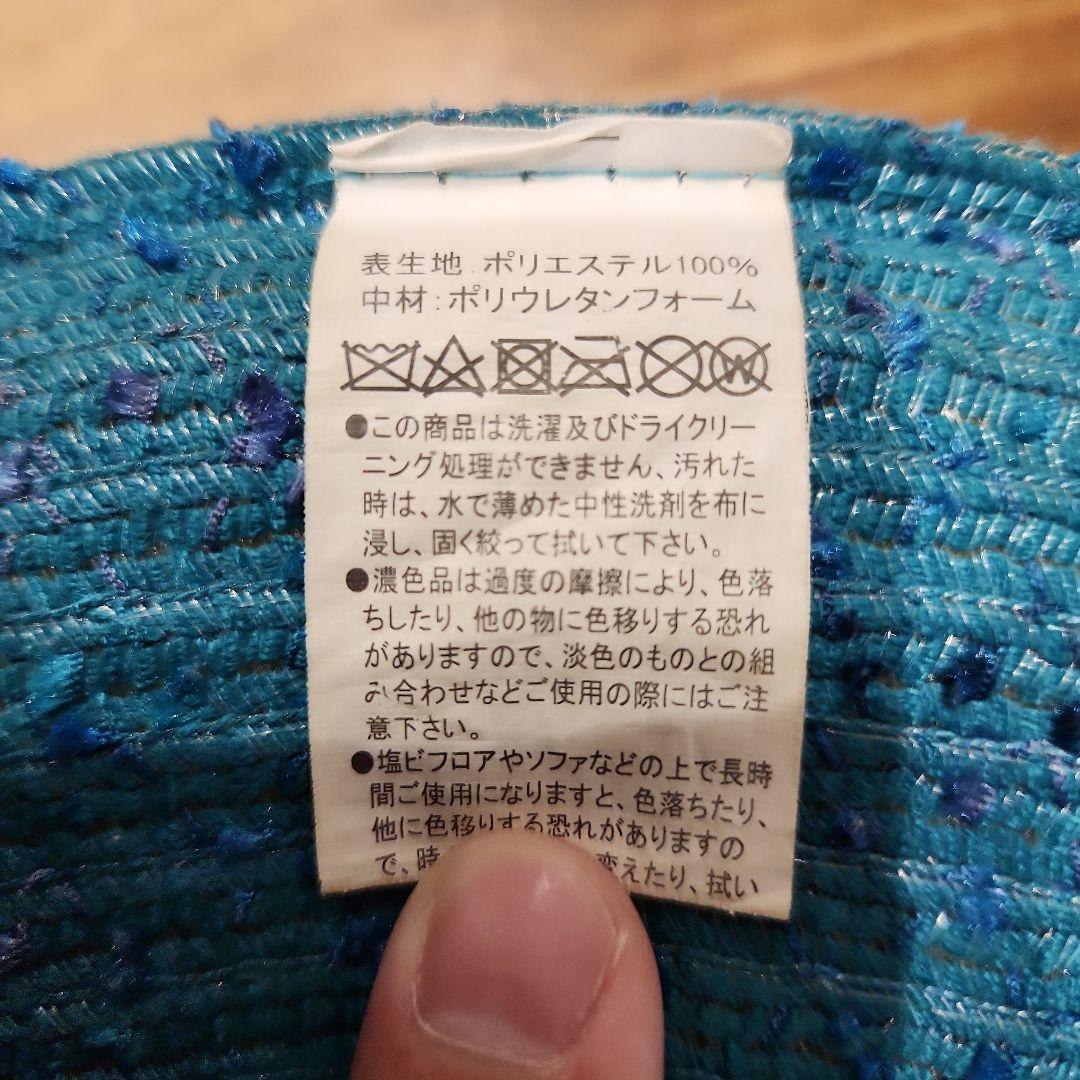 表生地:ポリエステル100%
中材:ポリウレタンフォーム
●この商品は洗濯及びドライクリー
ニング処理ができません、汚れた
時は、水で薄めた中性洗剤を布に
浸し、固く絞って拭いて下さい。
●濃色品は過度の摩擦により、色落
ちしたり、他の物に色移りする恐れ
がありますので、淡色のものとの組
み合わせなどご使用の際にはご注
意下さい。
●塩ビフロアやソファなどの上で長時
間ご使用になりますと、色落ちたり、
他に色移りする恐れがありますの
で、時 変えたり、拭い